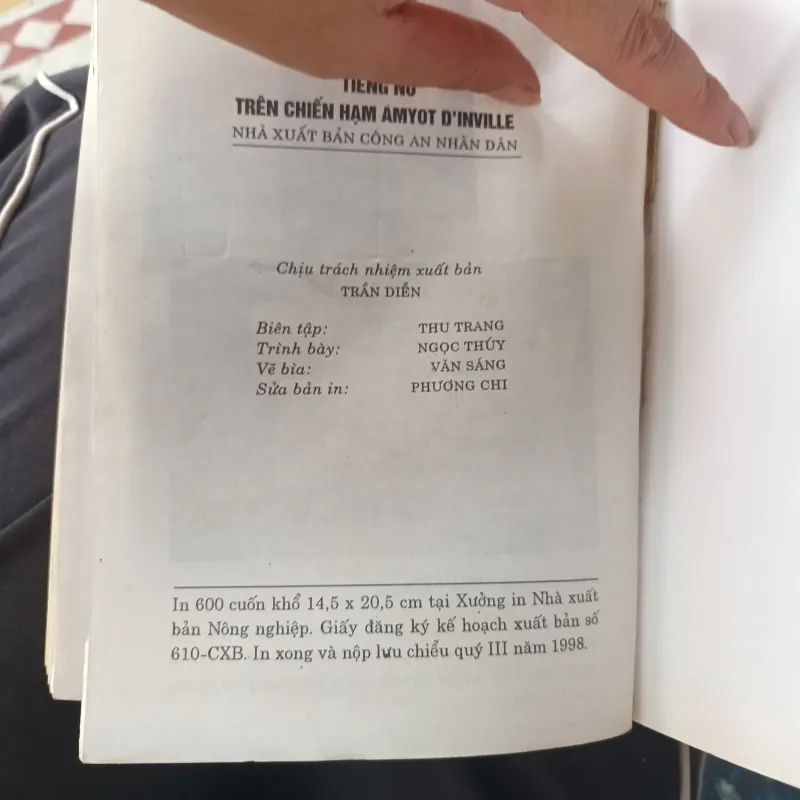 TIẾNG NỔ
TRÊN CHIẾN HẠM AMYOT D'INVILLE
NHÀ XUẤT BẢN CÔNG AN NHÂN DÂN
Chịu trách nhiệm xuất bản
TRẦN DIỄN
Biên tập: THU TRANG
Trình bày: NGỌC THÚY
Vẽ bìa: VĂN SÁNG
Sửa bản in: PHƯƠNG CHI
In 600 cuốn khổ 14,5 x 20,5 cm tại Xưởng in Nhà xuất
bản Nông nghiệp. Giấy đăng ký kế hoạch xuất bản số
610-CXB. In xong và nộp lưu chiểu quý III năm 1998.